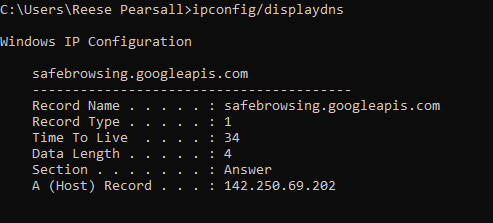 C:\Users\Reese Pearsall>ipconfig/displaydns
Windows IP Configuration
safebrowsing.googleapis.com
----------------------------------------
Record Name . . . . . : safebrowsing.googleapis.com
Record Type . . . . . : 1
Time To Live  . . . . : 34
Data Length . . . . . : 4
Section . . . . . . . : Answer
A (Host) Record . . . : 142.250.69.202